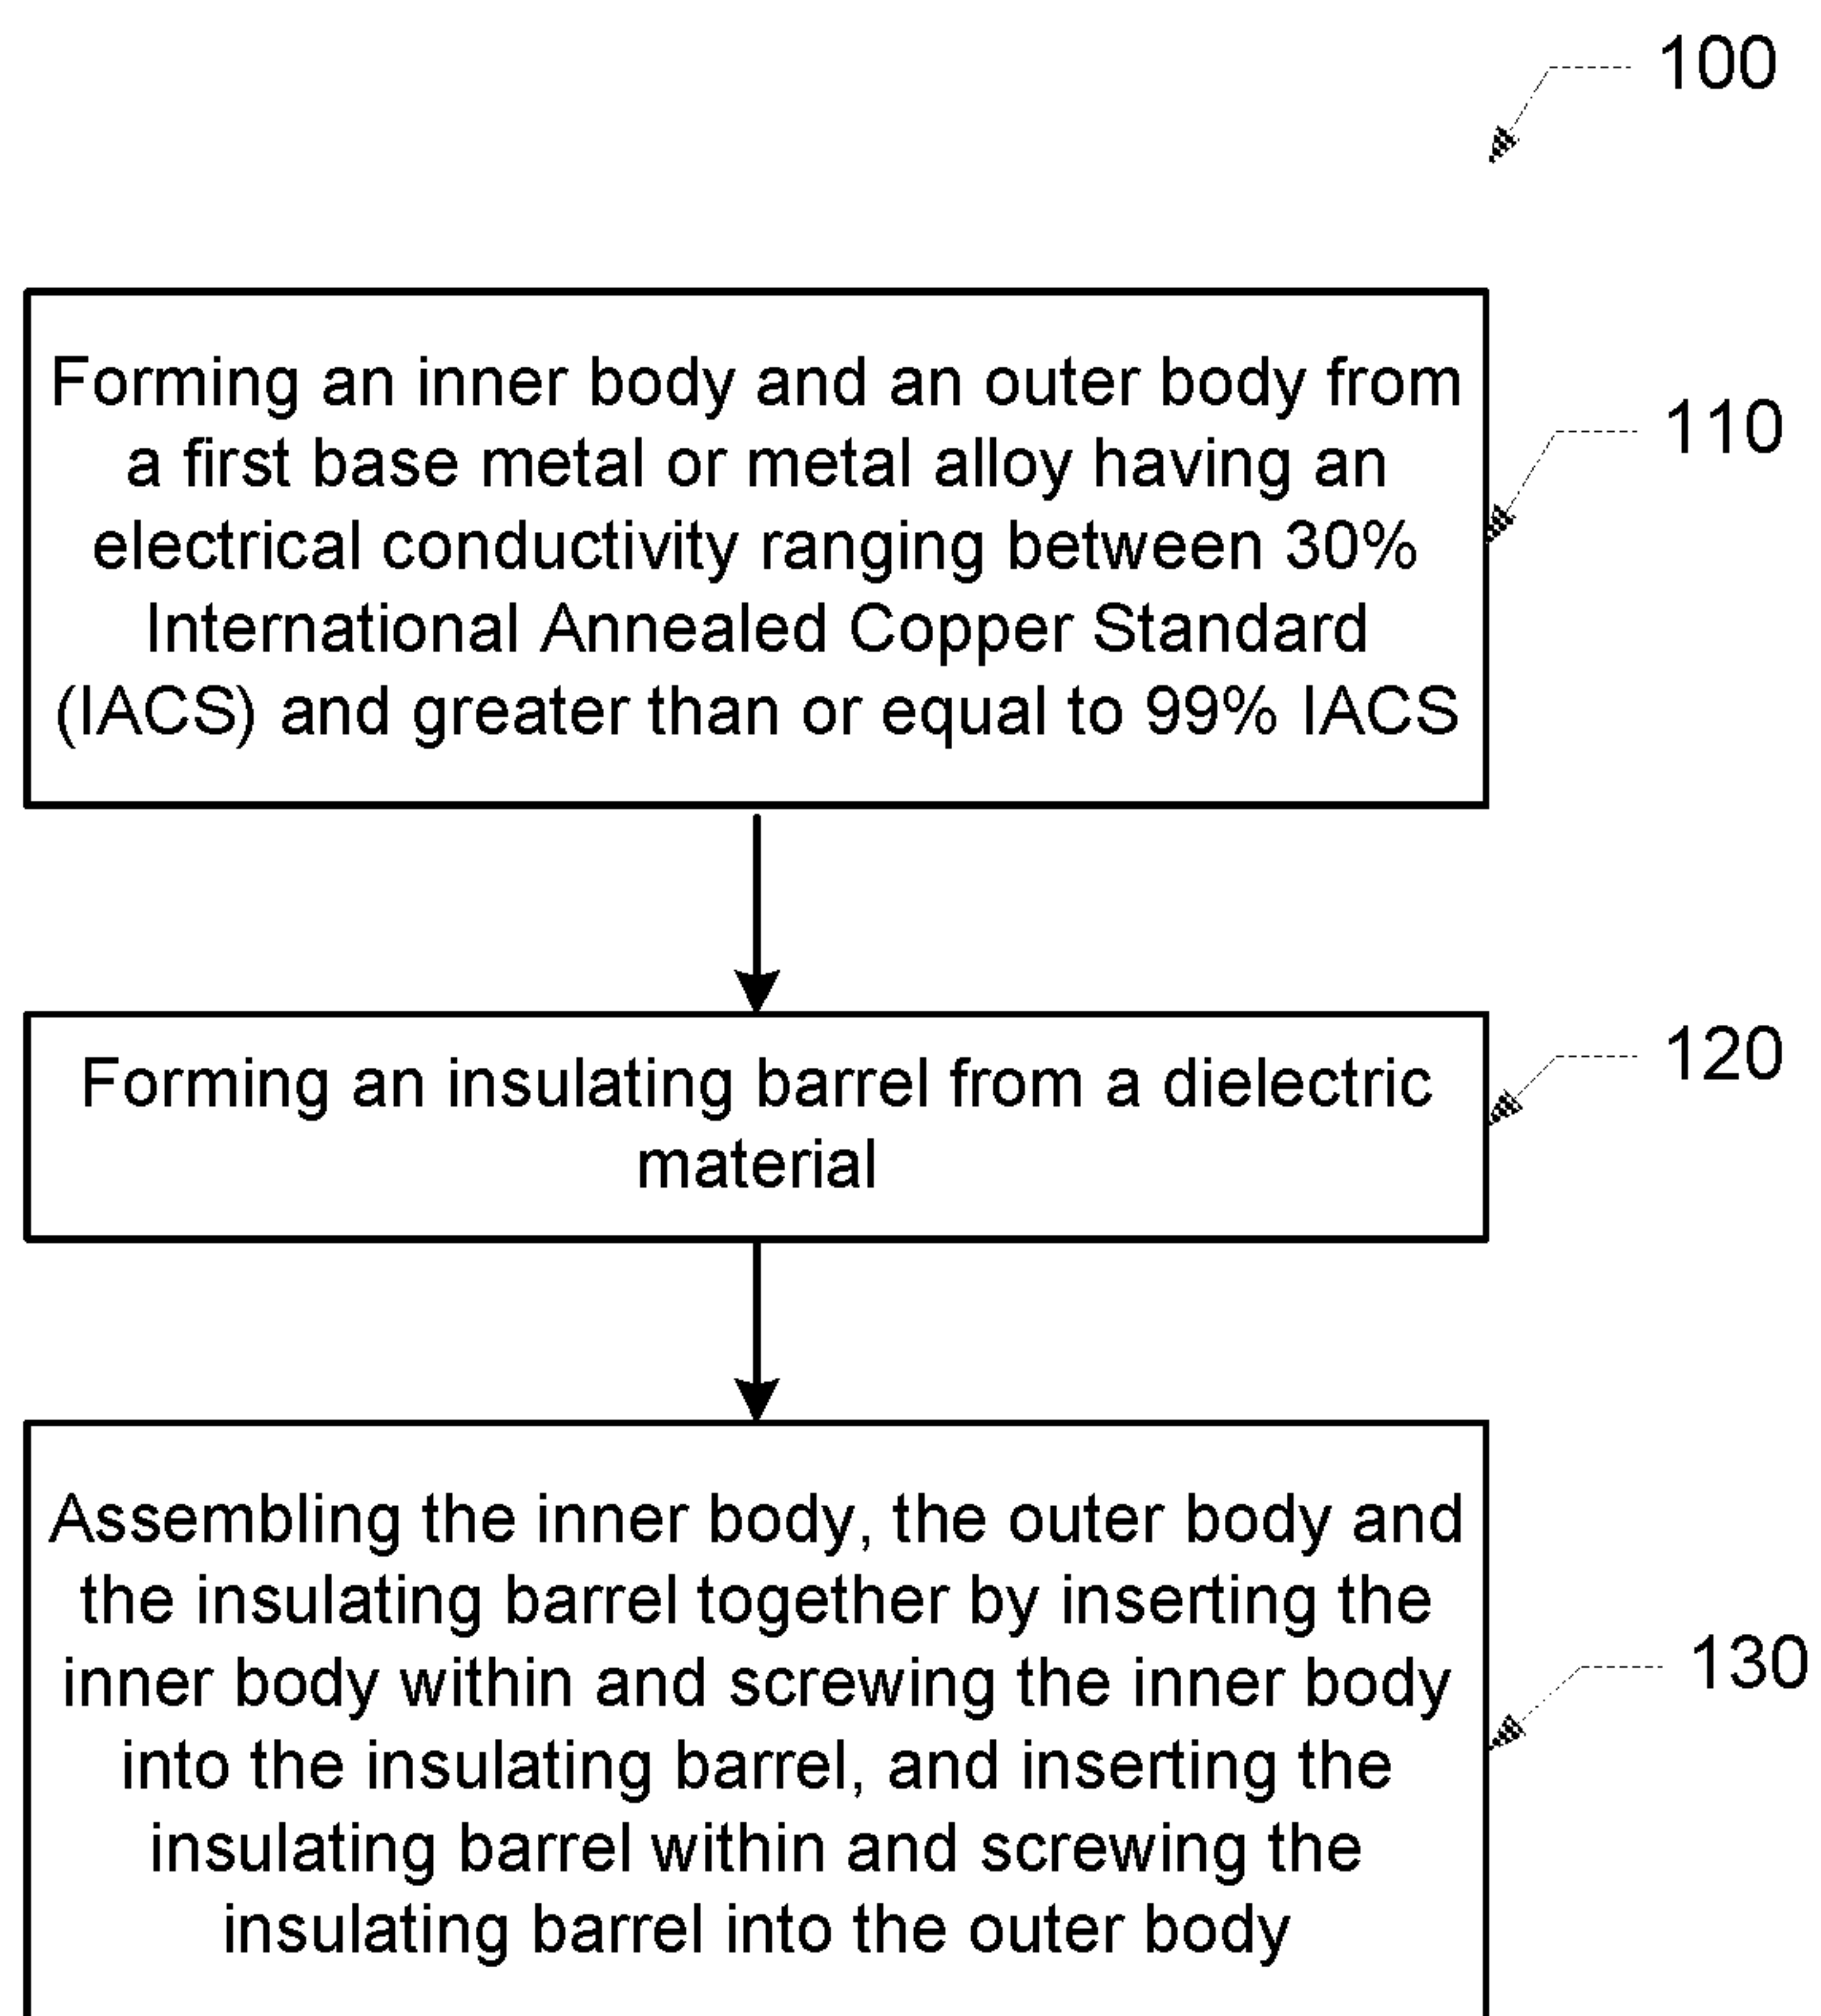 100
Forming an inner body and an outer body from
a first base metal or metal alloy having an
electrical conductivity ranging between 30%
International Annealed Copper Standard
(IACS) and greater than or equal to 99% IACS
110
Forming an insulating barrel from a dielectric
material
120
Assembling the inner body, the outer body and
the insulating barrel together by inserting the
inner body within and screwing the inner body
into the insulating barrel, and inserting the
insulating barrel within and screwing the
insulating barrel into the outer body
130